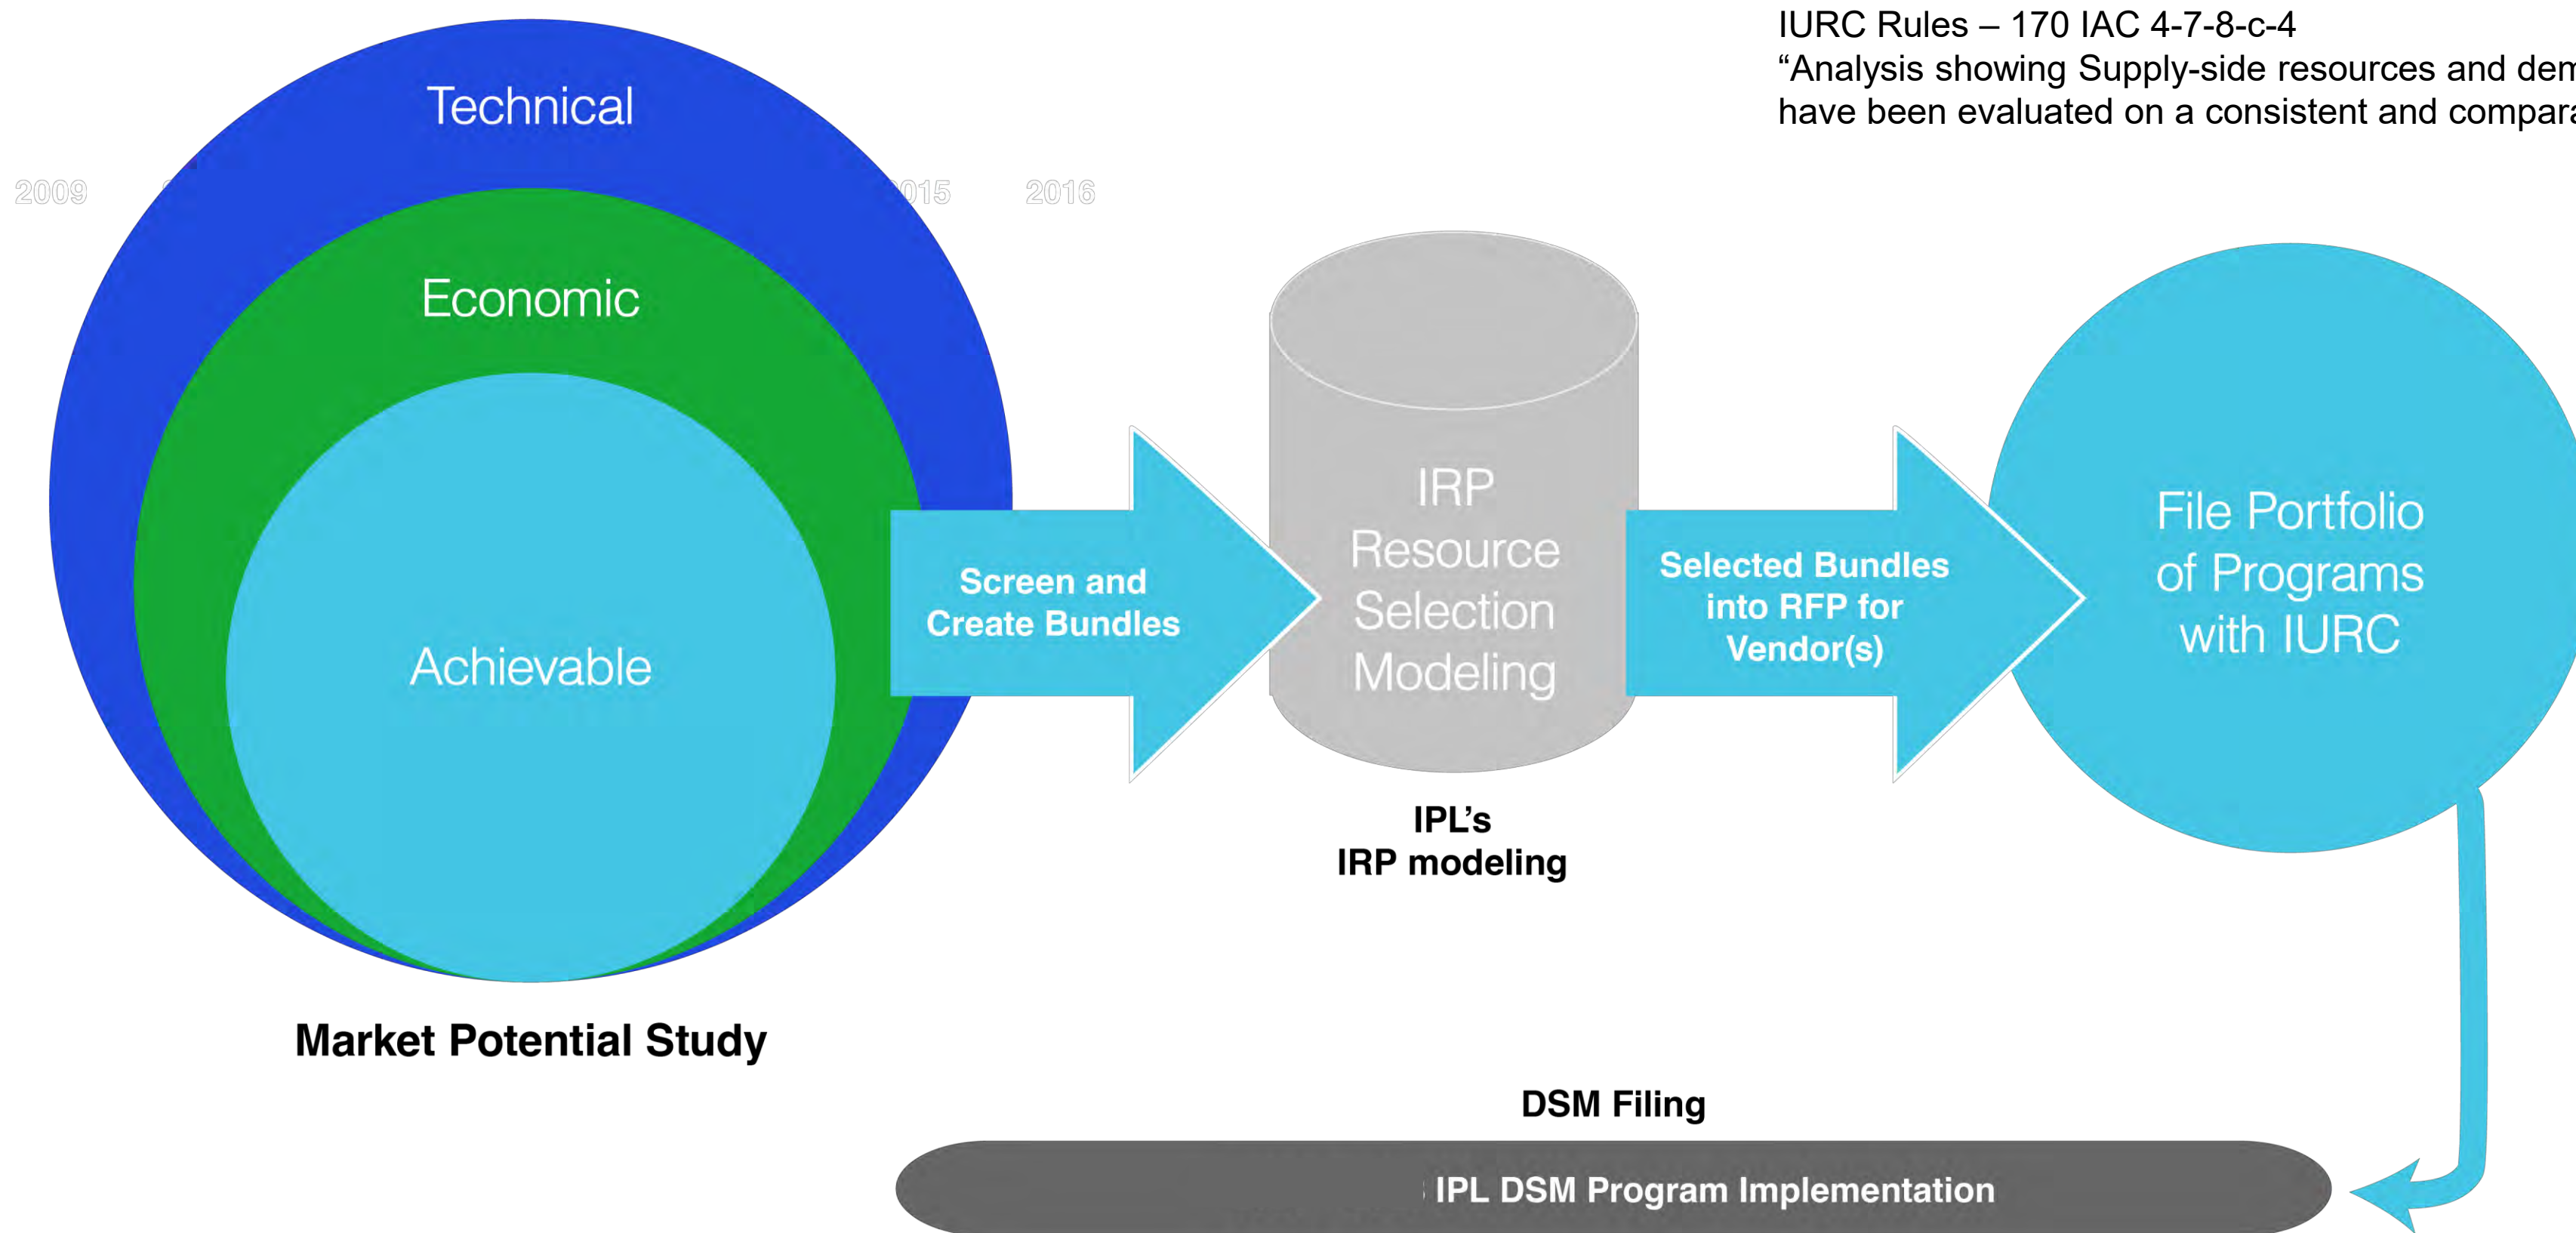 IURC Rules – 170 IAC 4-7-8-c-4
“Analysis showing Supply-side resources and
have been evaluated on a consistent and
Technical
2009
2016
Economic
Achievable
Screen and
Create Bundles
IRP
Resource
Selection
Modeling
Selected Bundles
into RFP for
Vendor(s)
File Portfolio
of Programs
with IURC
IPL’s
IRP modeling
Market Potential Study
DSM Filing
IPL DSM Program Implementation